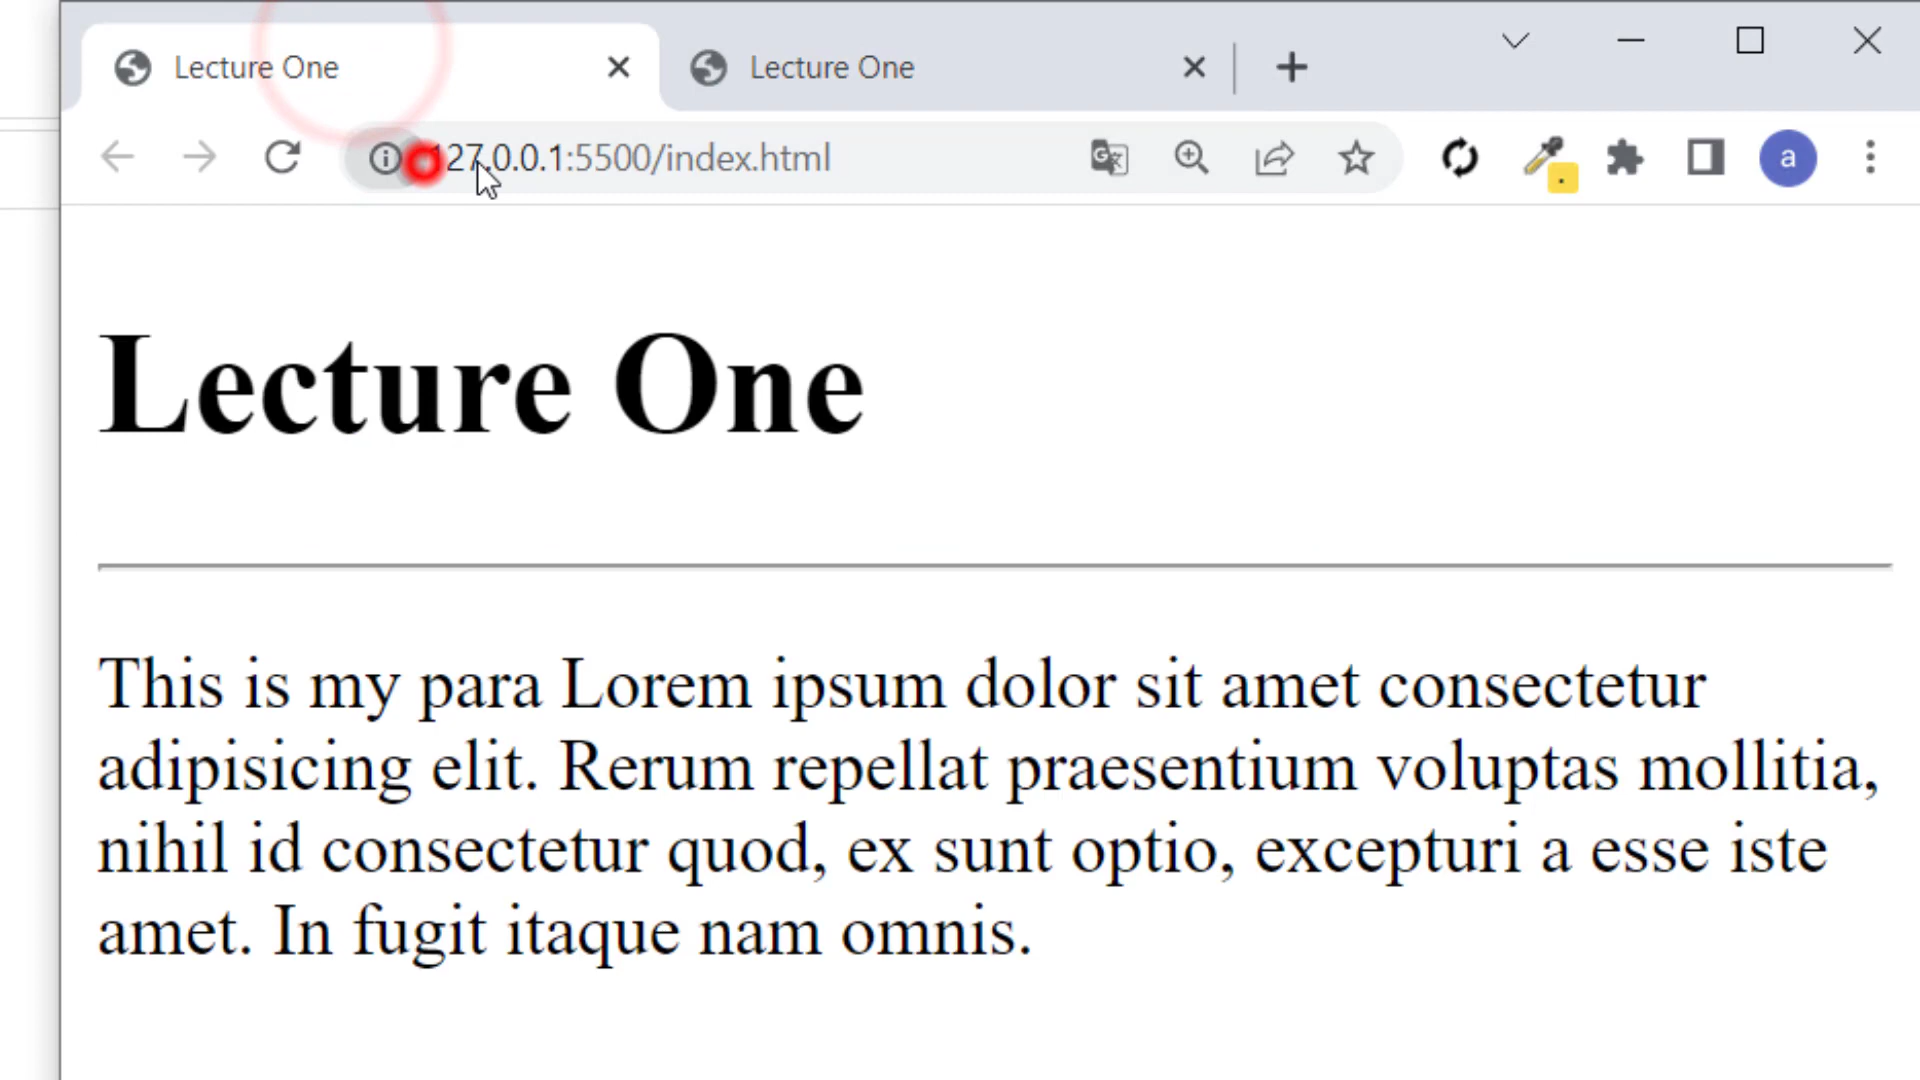 Lecture One
Lecture One
127.0.0.1:5500/index.html
a
Lecture One
This is my para Lorem ipsum dolor sit amet consectetur
adipisicing elit. Rerum repellat praesentium voluptas mollitia,
nihil id consectetur quod, ex sunt optio, excepturi a esse iste
amet. In fugit itaque nam omnis.